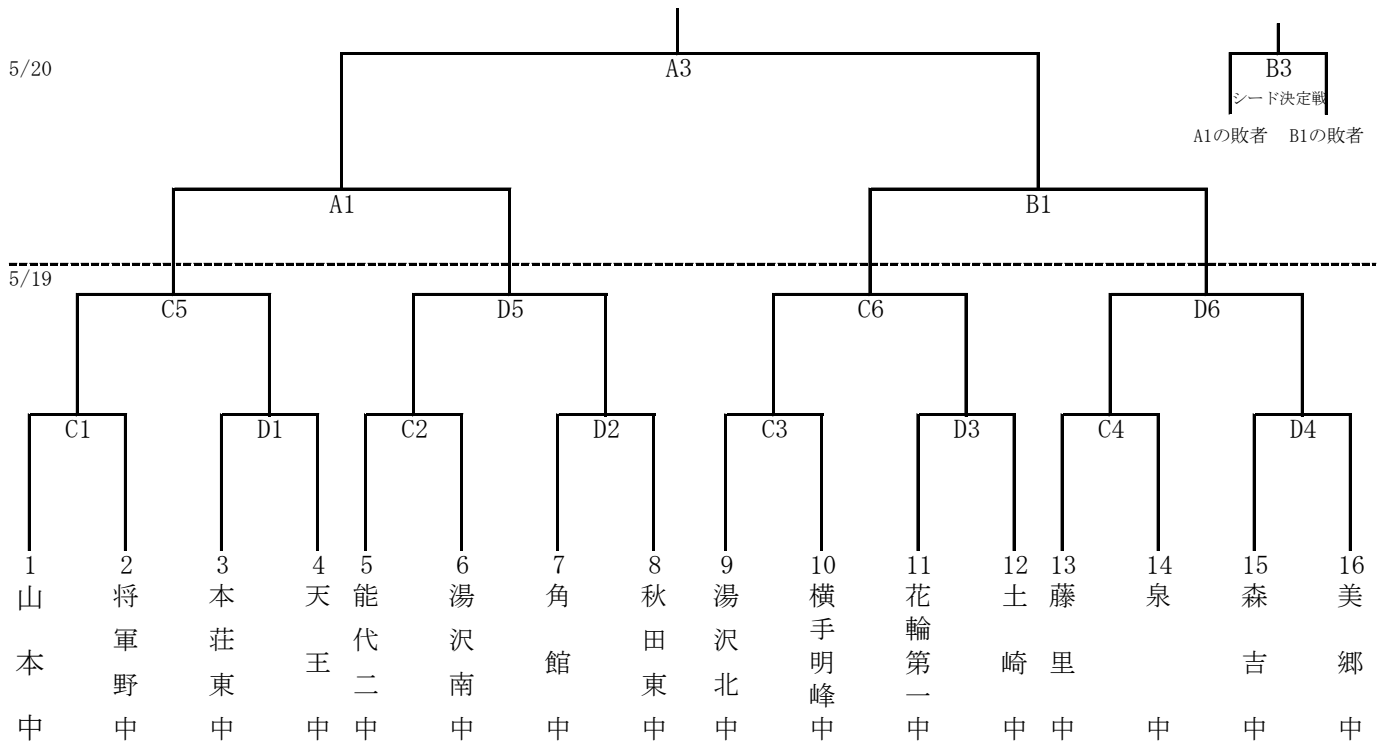 5/20
A3
B3
シード決定戦
A1の敗者 B1の敗者
A1
B1
5/19
C5
D5
C6
D6
C1
D1
C2
D2
C3
D3
C4
D4
1 山本中
2 将軍野中
3 本荘東中
4 天王中
5 能代二中
6 湯沢南中
7 角館中
8 秋田東中
9 湯沢北中
10 横手明峰中
11 花輪第一中
12 土崎中
13 藤里中
14 泉中
15 森吉中
16 美郷中